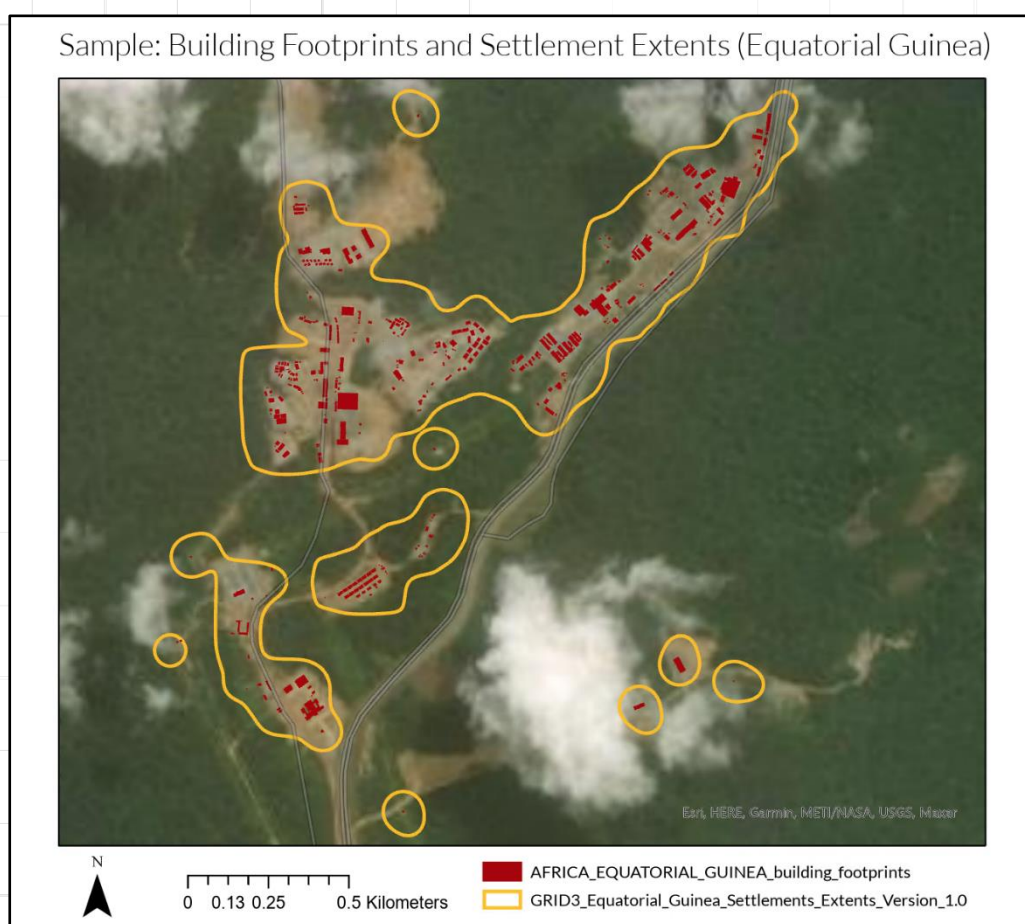 Sample: Building Footprints and Settlement Extents (Equatorial Guinea)
Esri, HERE, Garmin, METI/NASA, USGS, Maxar
N
0 0.13 0.25 0.5 Kilometers
AFRICA_EQUATORIAL_GUINEA_building_footprints
GRID3_Equatorial_Guinea_Settlements_Extents_Version_1.0